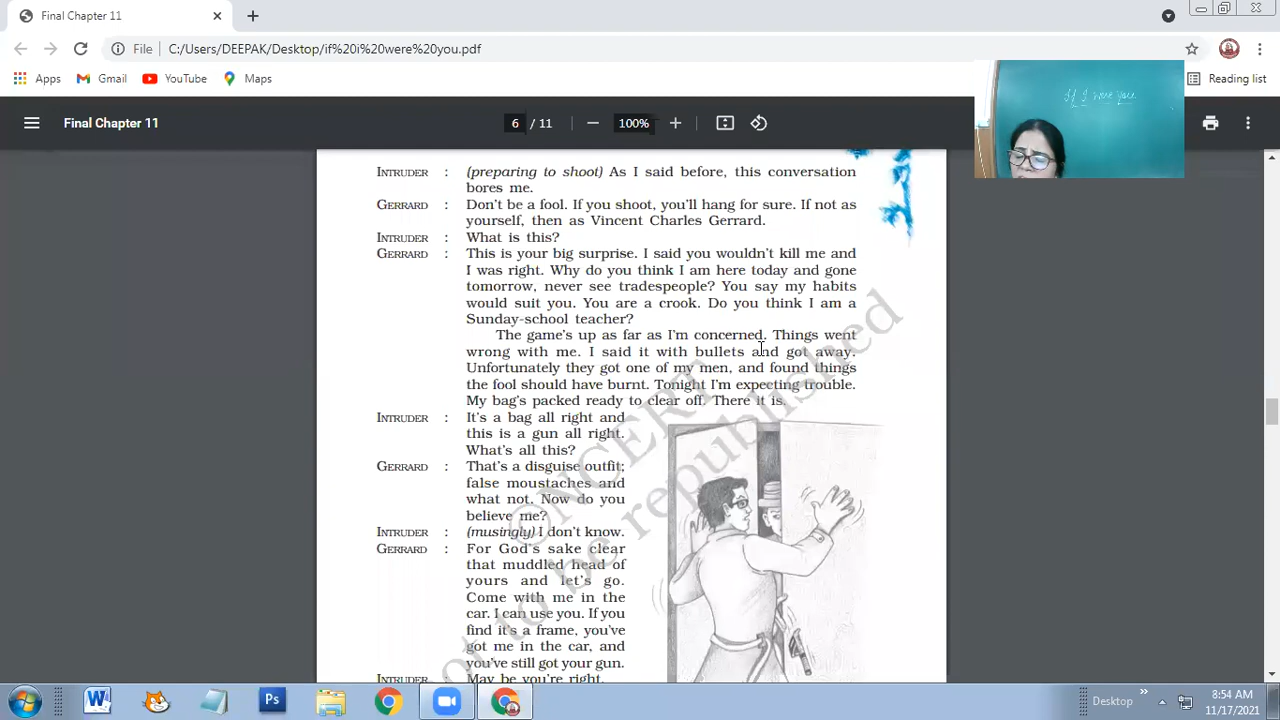 Final Chapter 11
File
C:/Users/DEEPAK/Desktop/if%20i%20were%20you.pdf
Apps
Gmail
YouTube
Maps
Reading list
Final Chapter 11
6 / 11
100%
If I were you
INTRUDER : (preparing to shoot) As I said before, this conversation
bores me.
GERRARD : Don't be a fool. If you shoot, you'll hang for sure. If not as
yourself, then as Vincent Charles Gerrard.
INTRUDER : What is this?
GERRARD : This is your big surprise. I said you wouldn't kill me and
I was right. Why do you think I am here today and gone
tomorrow, never see tradespeople? You say my habits
would suit you. You are a crook. Do you think I am a
Sunday-school teacher?
The game's up as far as I'm concerned. Things went
wrong with me. I said it with bullets and got away.
Unfortunately they got one of my men, and found things
the fool should have burnt. Tonight I'm expecting trouble.
My bag's packed ready to clear off. There it is.
INTRUDER : It's a bag all right and
this is a gun all right.
What's all this?
GERRARD : That's a disguise outfit;
false moustaches and
what not. Now do you
believe me?
INTRUDER : (musingly) I don't know.
GERRARD : For God's sake clear
that muddled head of
yours and let's go.
Come with me in the
car. I can use you. If you
find it's a frame, you've
got me in the car, and
you've still got your gun.
INTRUDER : May be you're right.
©NCERT
not to be republished
Desktop
8:54 AM
11/17/2021